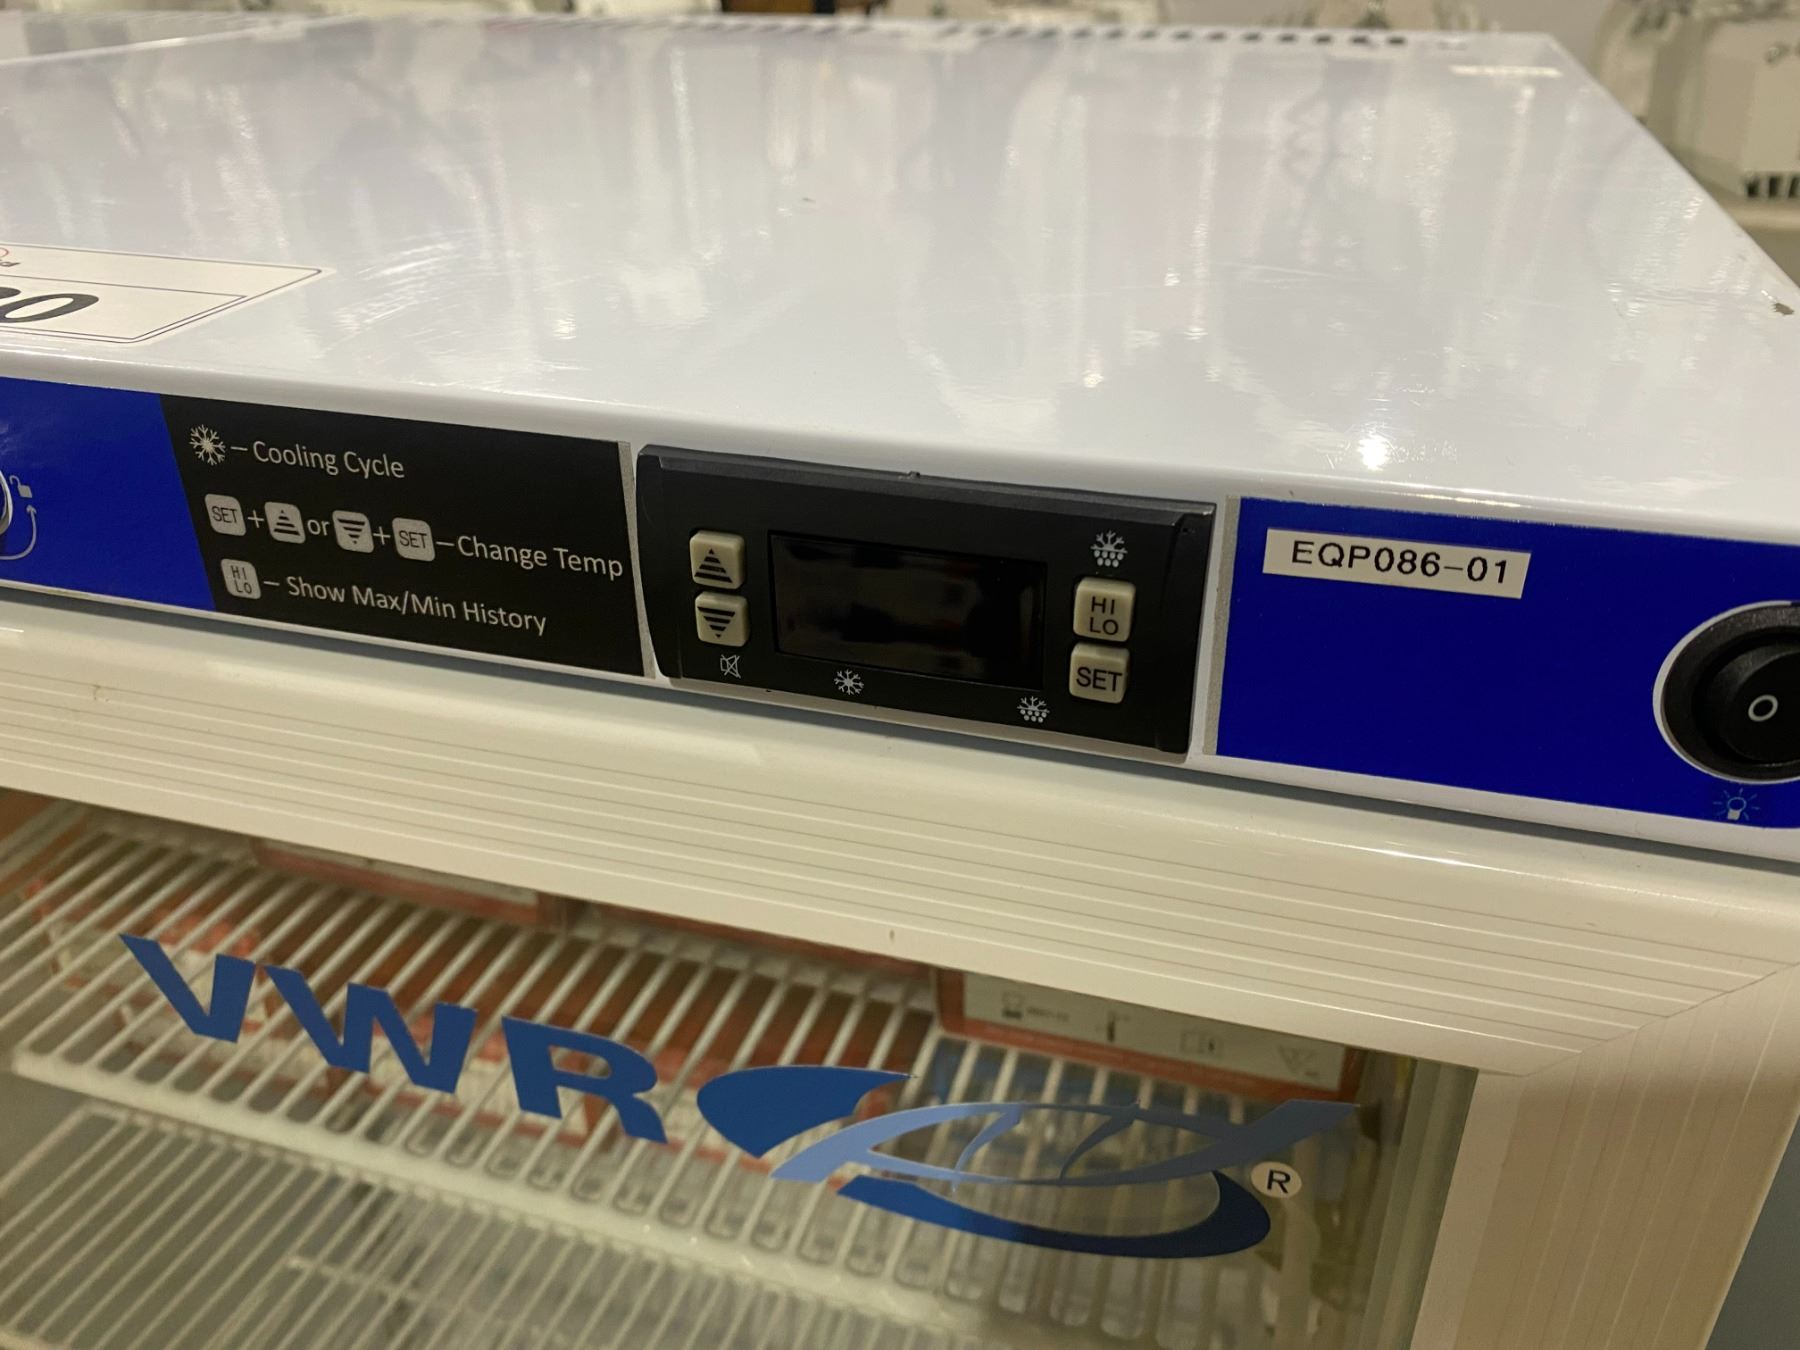 – Cooling Cycle
SET + or + SET – Change Temp
HI LO – Show Max/Min History
HI
LO
SET
EQP086-01
O
VWR ®